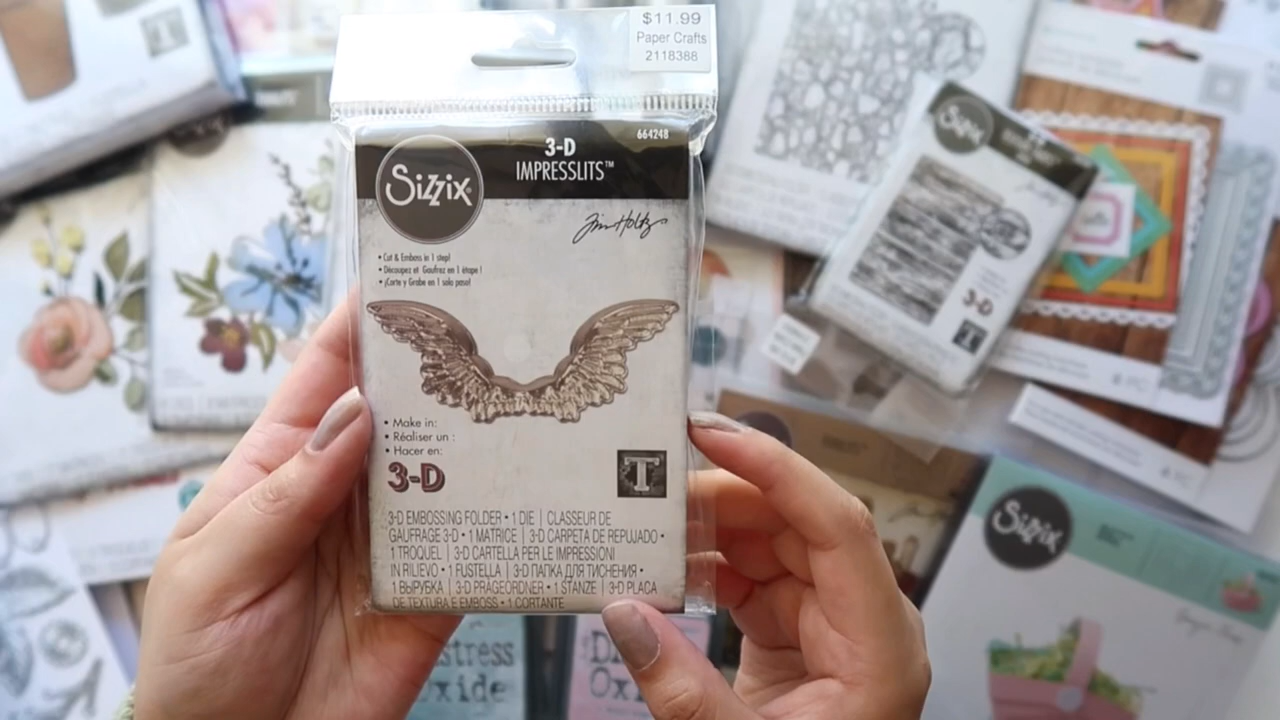 $11.99
Paper Crafts
2118388
664248
3-D
IMPRESSLITS™
Sizzix
Tim Holtz
• Cut & Emboss in 1 step!
• Découpez et Gaufrez en 1 étape !
• ¡Corte y Grabe en 1 solo paso!
• Make in:
• Réaliser un :
• Hacer en:
3-D
T
3-D EMBOSSING FOLDER • 1 DIE | CLASSEUR DE
GAUFRAGE 3-D • 1 MATRICE | 3-D CARPETA DE REPUJADO •
1 TROQUEL | 3-D CARTELLA PER LE IMPRESSIONI
IN RILIEVO • 1 FUSTELLA | 3-D ПАПКА ДЛЯ ТИСНЕНИЯ •
1 ВЫРУБКА | 3-D PRÄGEORDNER • 1 STANZE | 3-D PLACA
DE TEXTURA E EMBOSS • 1 CORTANTE
Sizzix
3-D
T
Sizzix
stress
Oxide
Di
Oxi